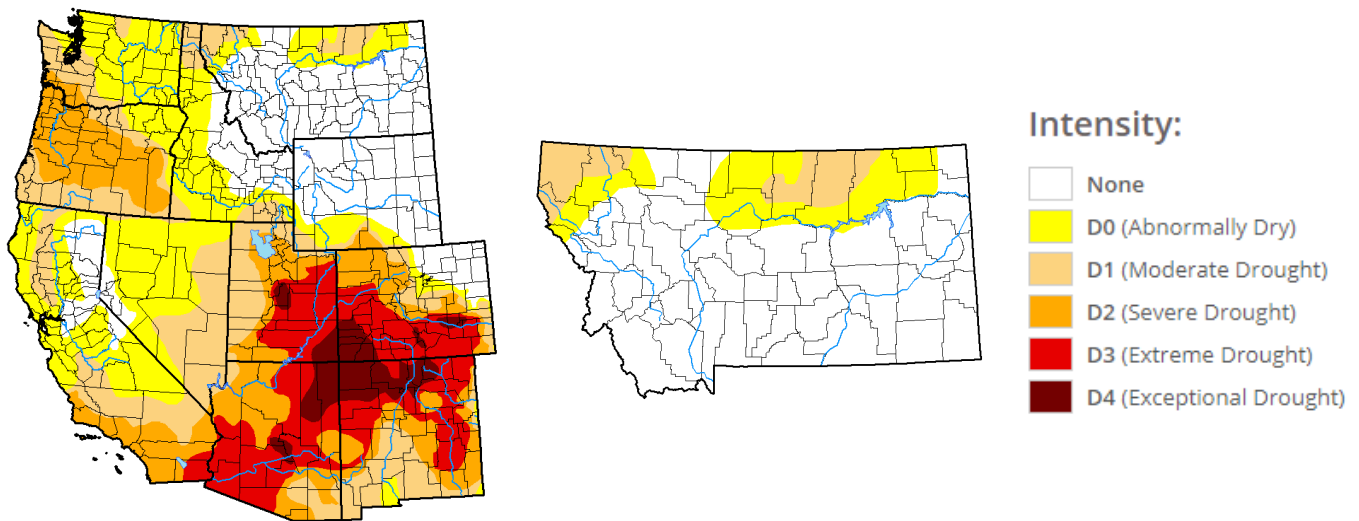 Intensity:
None
D0 (Abnormally Dry)
D1 (Moderate Drought)
D2 (Severe Drought)
D3 (Extreme Drought)
D4 (Exceptional Drought)